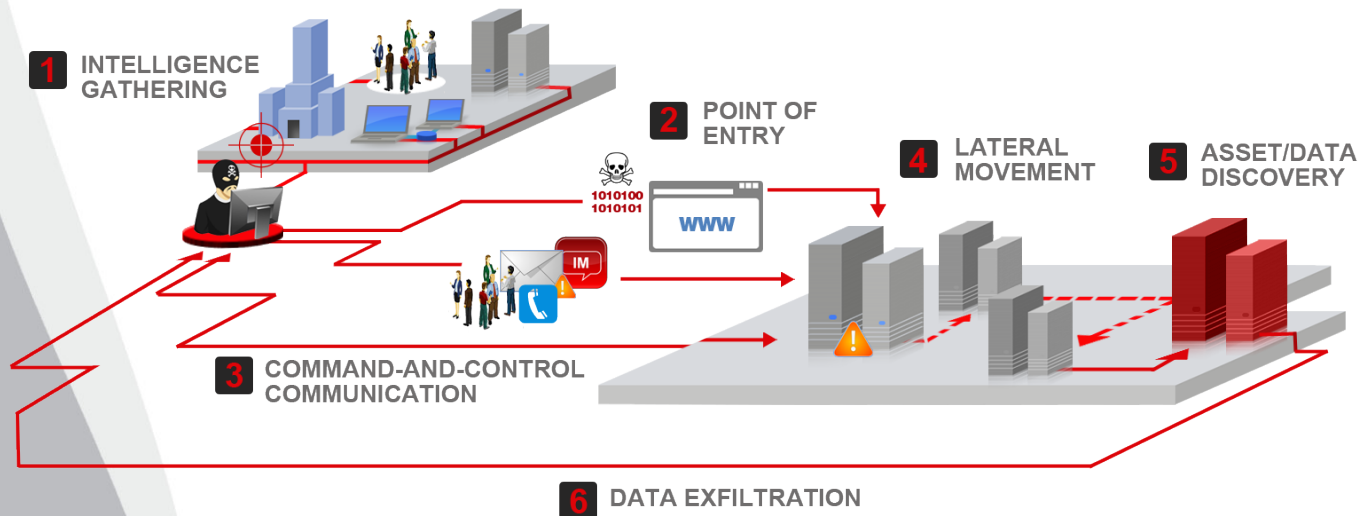 1 INTELLIGENCE
GATHERING
2 POINT OF
ENTRY
1010100
1010101
www
IM
3 COMMAND-AND-CONTROL
COMMUNICATION
4 LATERAL
MOVEMENT
5 ASSET/DATA
DISCOVERY
6 DATA EXFILTRATION